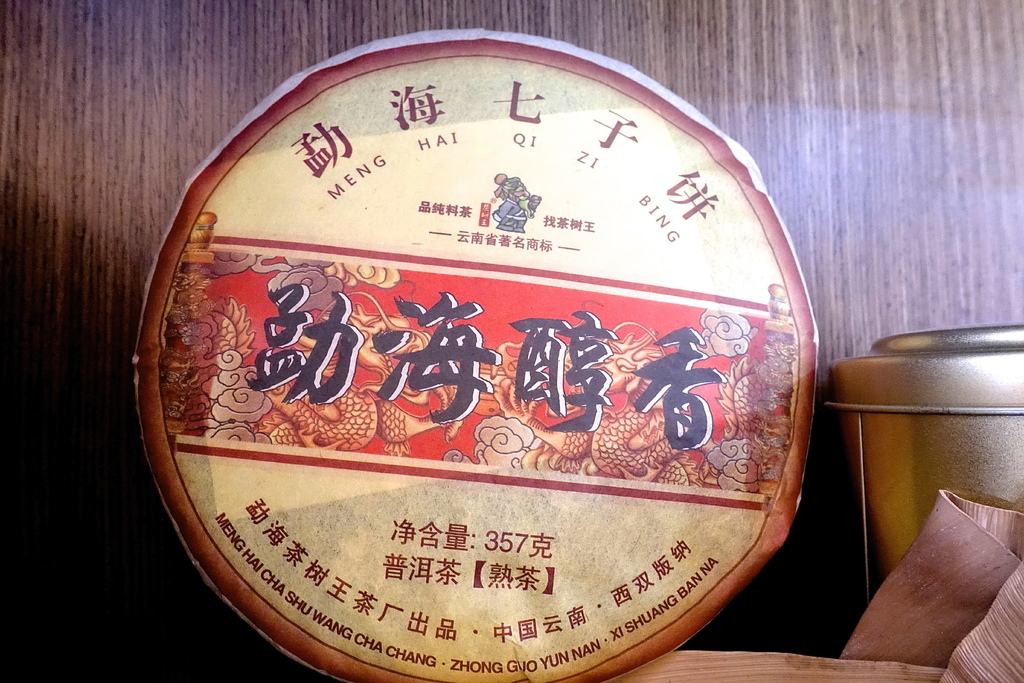 勐海七子饼
MENG HAI QI ZI BING
品纯料茶 找茶树王
云南省著名商标
勐海醇香
净含量: 357克
普洱茶【熟茶】
勐海茶树王茶厂出品·中国云南·西双版纳
MENG HAI CHA SHU WANG CHA CHANG · ZHONG GUO YUN NAN · XI SHUANG BAN NA